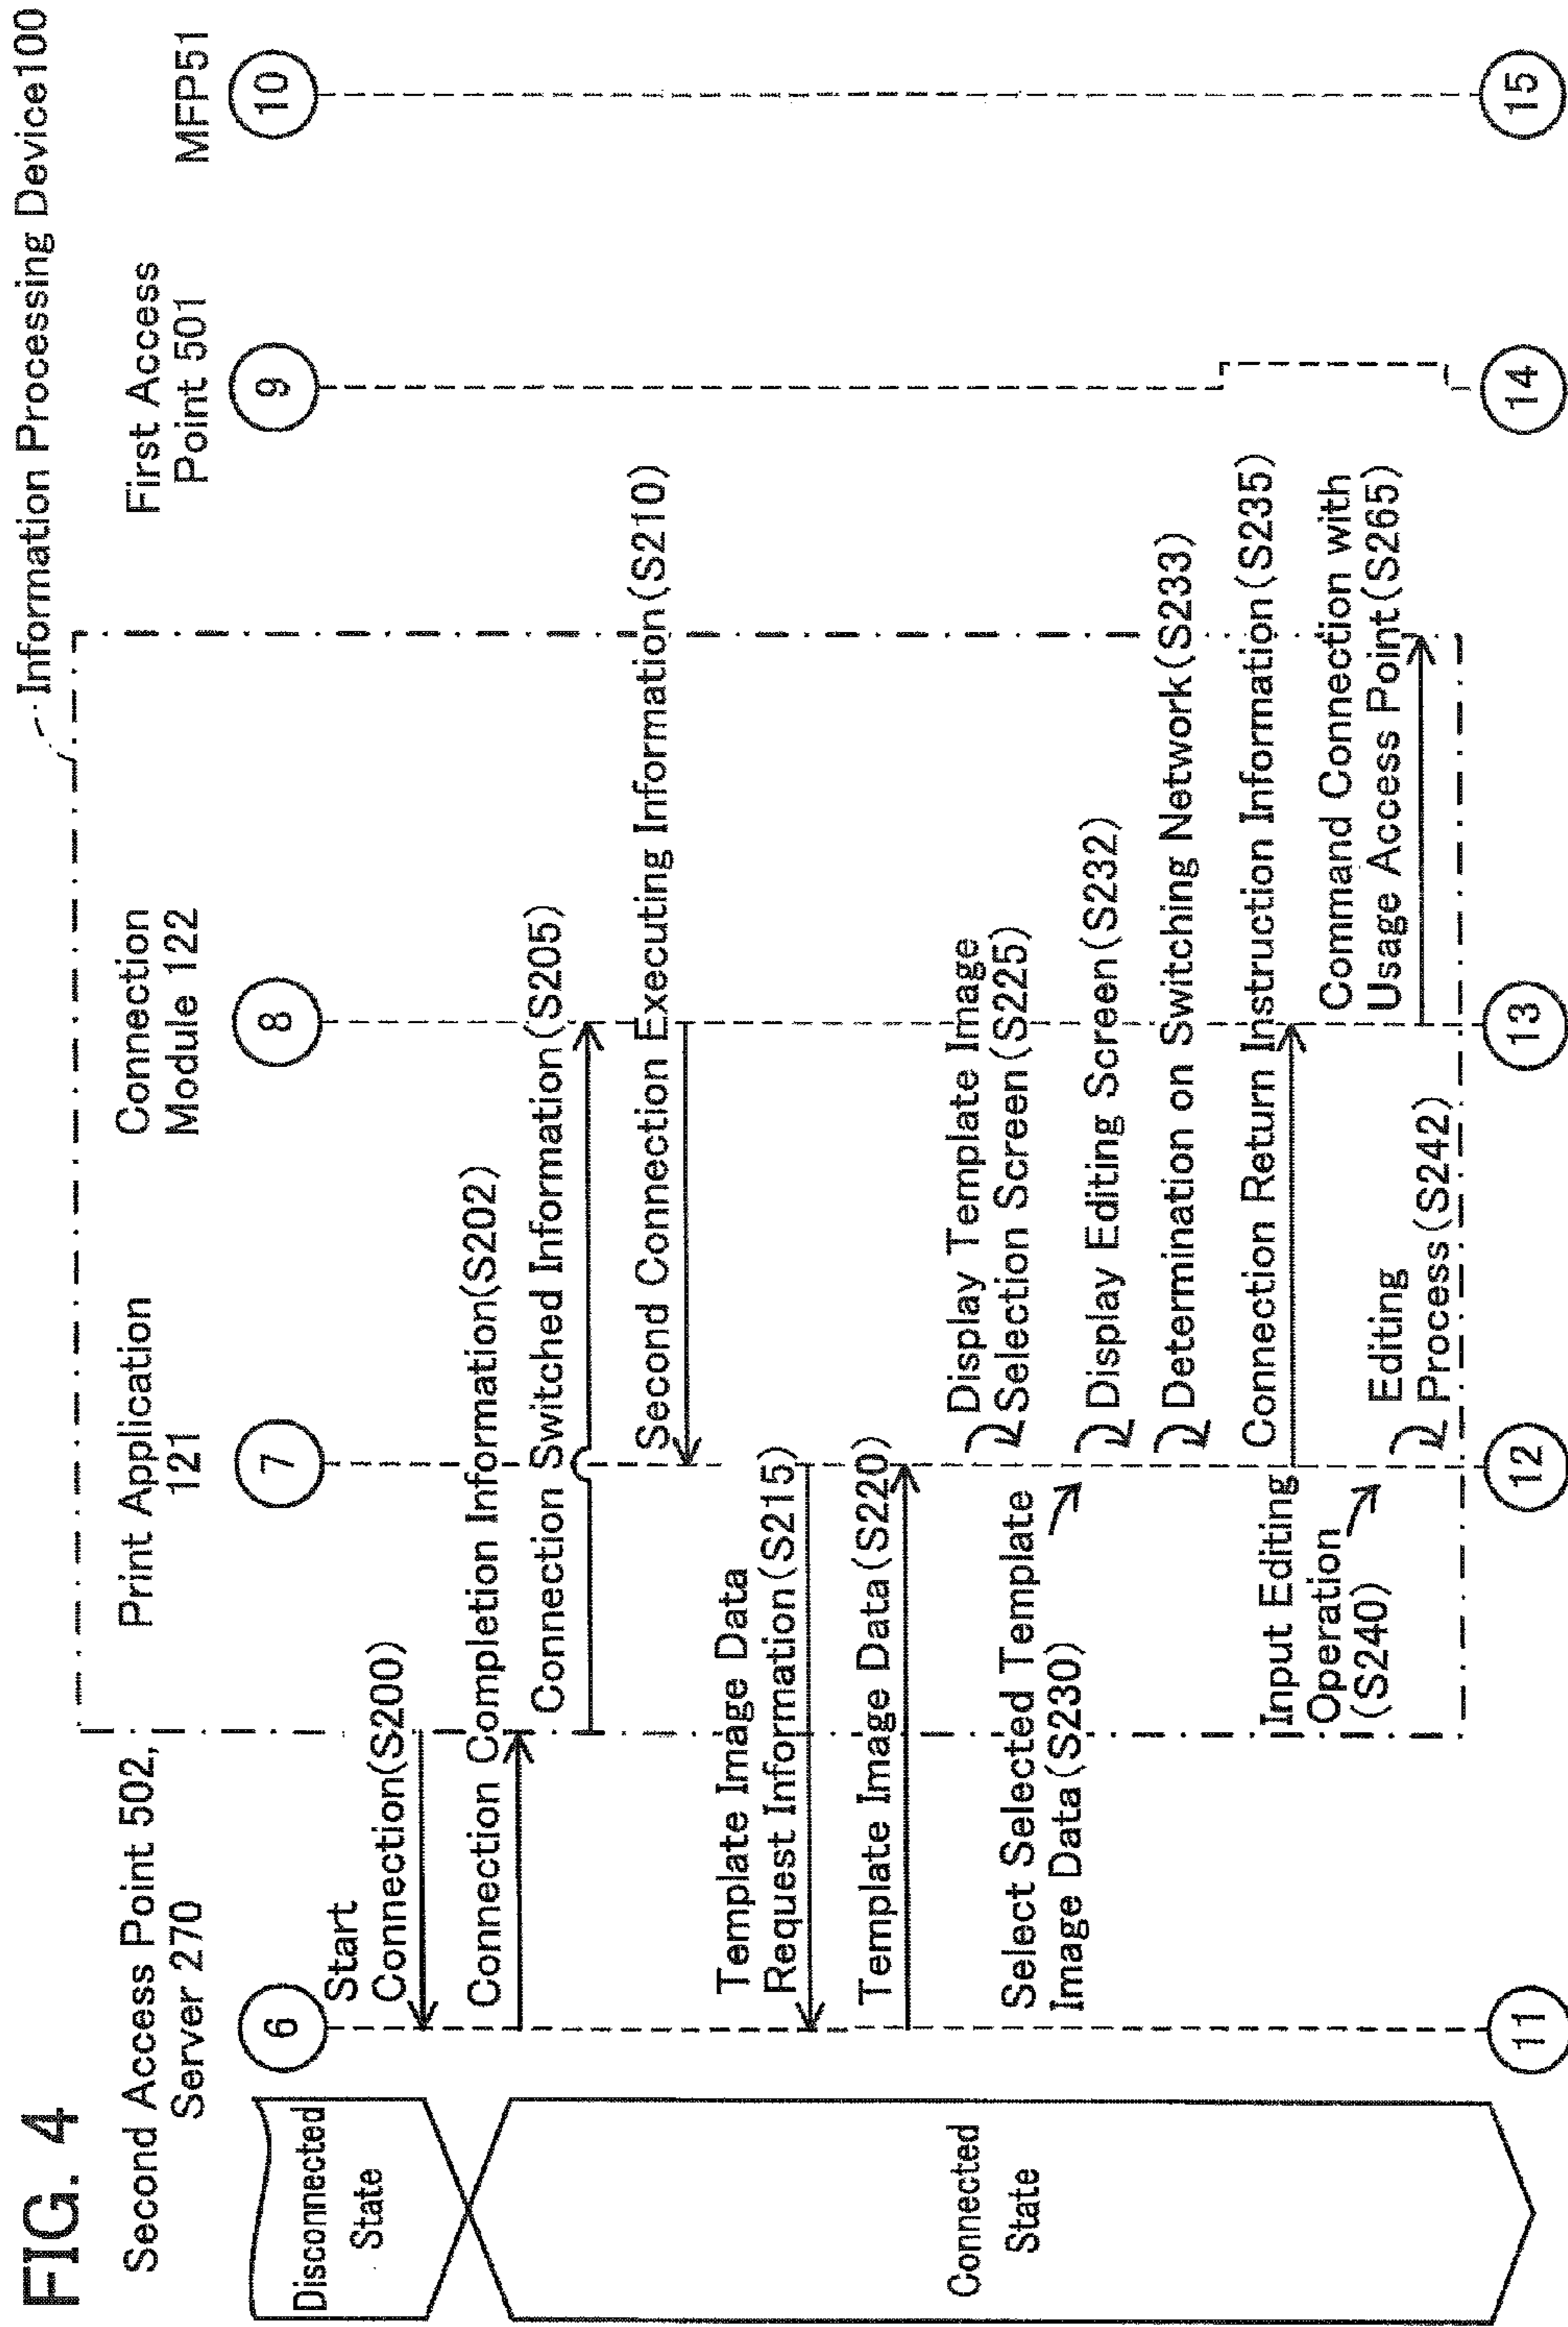 FIG. 4
Information Processing Device100
Second Access Point 502,
Server 270
Print Application
121
Connection
Module 122
First Access
Point 501
MFP51
6
7
8
9
10
Disconnected
State
Start
Connection(S200)
Connection Completion Information(S202)
Connection Switched Information(S205)
Second Connection Executing Information(S210)
Template Image Data
Request Information(S215)
Template Image Data(S220)
Display Template Image
Selection Screen(S225)
Select Selected Template
Image Data(S230)
Display Editing Screen(S232)
Determination on Switching Network(S233)
Connection Return Instruction Information(S235)
Input Editing
Operation
(S240)
Editing
Process(S242)
Command Connection with
Usage Access Point(S265)
Connected
State
11
12
13
14
15